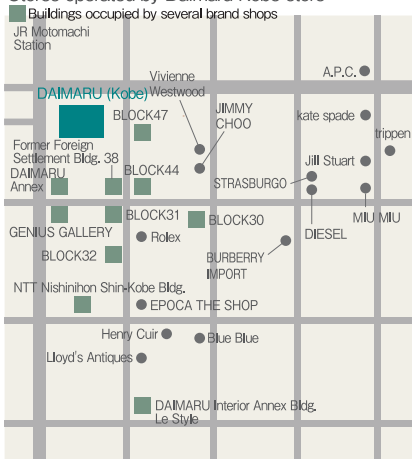 Stores operated by Daimaru Kobe store
Buildings occupied by several brand shops
JR Motomachi
Station
A.P.C.
Vivienne
Westwood
DAIMARU (Kobe)
JIMMY
CHOO
BLOCK47
kate spade
trippen
Former Foreign
Settlement Bldg. 38
DAIMARU
Annex
BLOCK44
Jill Stuart
STRASBURGO
BLOCK31
BLOCK30
MIU MIU
GENIUS GALLERY
DIESEL
Rolex
BLOCK32
BURBERRY
IMPORT
NTT Nishinihon Shin-Kobe Bldg.
EPOCA THE SHOP
Henry Cuir
Blue Blue
Lloyd's Antiques
DAIMARU Interior Annex Bldg.
Le Style